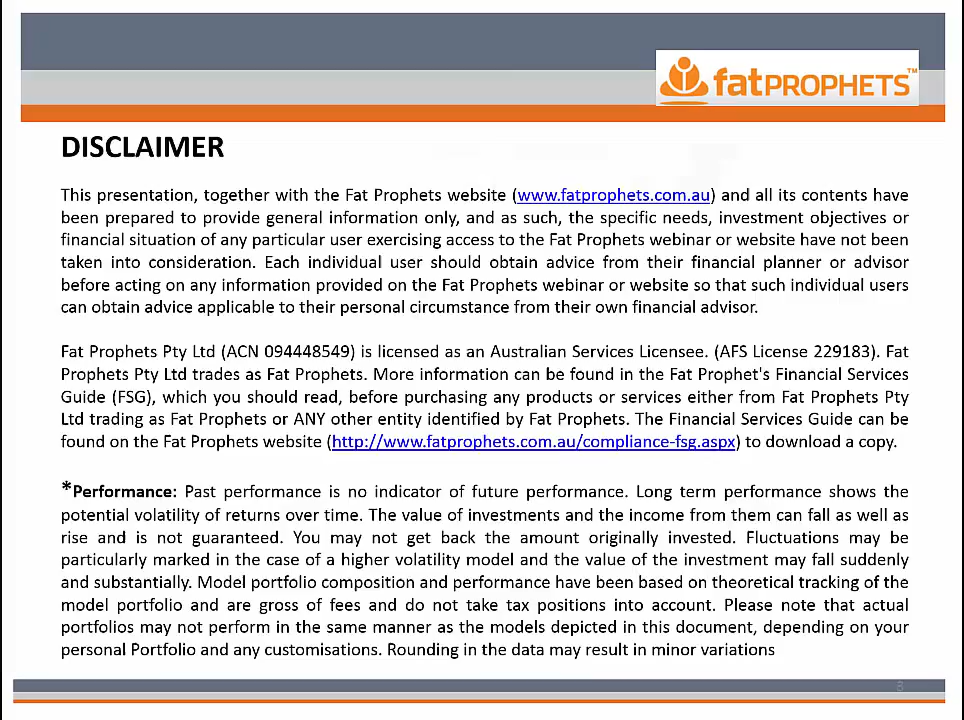 fatPROPHETS™
DISCLAIMER
This presentation, together with the Fat Prophets website (www.fatprophets.com.au) and all its contents have
been prepared to provide general information only, and as such, the specific needs, investment objectives or
financial situation of any particular user exercising access to the Fat Prophets webinar or website have not been
taken into consideration. Each individual user should obtain advice from their financial planner or advisor
before acting on any information provided on the Fat Prophets webinar or website so that such individual users
can obtain advice applicable to their personal circumstance from their own financial advisor.
Fat Prophets Pty Ltd (ACN 094448549) is licensed as an Australian Services Licensee. (AFS License 229183). Fat
Prophets Pty Ltd trades as Fat Prophets. More information can be found in the Fat Prophet's Financial Services
Guide (FSG), which you should read, before purchasing any products or services either from Fat Prophets Pty
Ltd trading as Fat Prophets or ANY other entity identified by Fat Prophets. The Financial Services Guide can be
found on the Fat Prophets website (http://www.fatprophets.com.au/compliance-fsg.aspx) to download a copy.
*Performance: Past performance is no indicator of future performance. Long term performance shows the
potential volatility of returns over time. The value of investments and the income from them can fall as well as
rise and is not guaranteed. You may not get back the amount originally invested. Fluctuations may be
particularly marked in the case of a higher volatility model and the value of the investment may fall suddenly
and substantially. Model portfolio composition and performance have been based on theoretical tracking of the
model portfolio and are gross of fees and do not take tax positions into account. Please note that actual
portfolios may not perform in the same manner as the models depicted in this document, depending on your
personal Portfolio and any customisations. Rounding in the data may result in minor variations